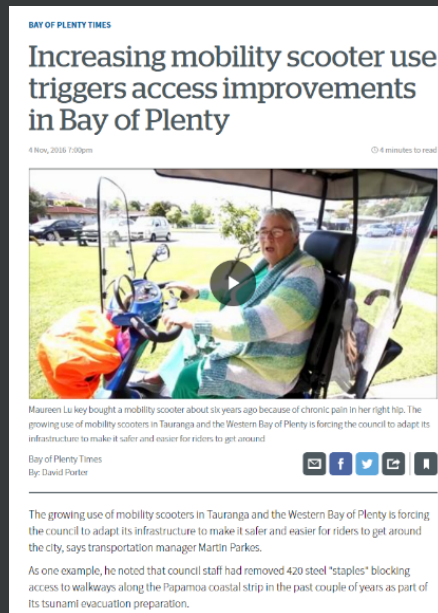 BAY OF PLENTY TIMES
Increasing mobility scooter use
triggers access improvements
in Bay of Plenty
4 Nov, 2016 7:00pm
4 minutes to read
Maureen Lu key bought a mobility scooter about six years ago because of chronic pain in her right hip. The
growing use of mobility scooters in Tauranga and the Western Bay of Plenty is forcing the council to adapt its
infrastructure to make it safer and easier for riders to get around
Bay of Plenty Times
By: David Porter
The growing use of mobility scooters in Tauranga and the Western Bay of Plenty is forcing
the council to adapt its infrastructure to make it safer and easier for riders to get around
the city, says transportation manager Martin Parkes.
As one example, he noted that council staff had removed 420 steel "staples" blocking
access to walkways along the Papamoa coastal strip in the past couple of years as part of
its tsunami evacuation preparation.